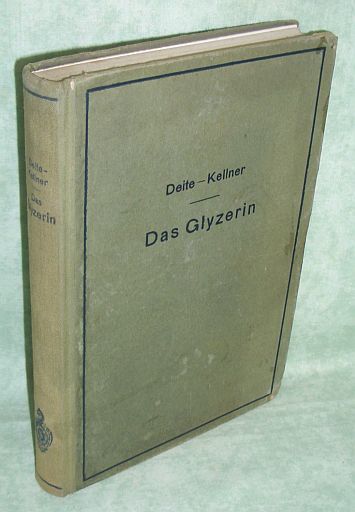 Deite – Kellner
Das Glyzerin
Deite –
Kellner
Das
Glyzerin